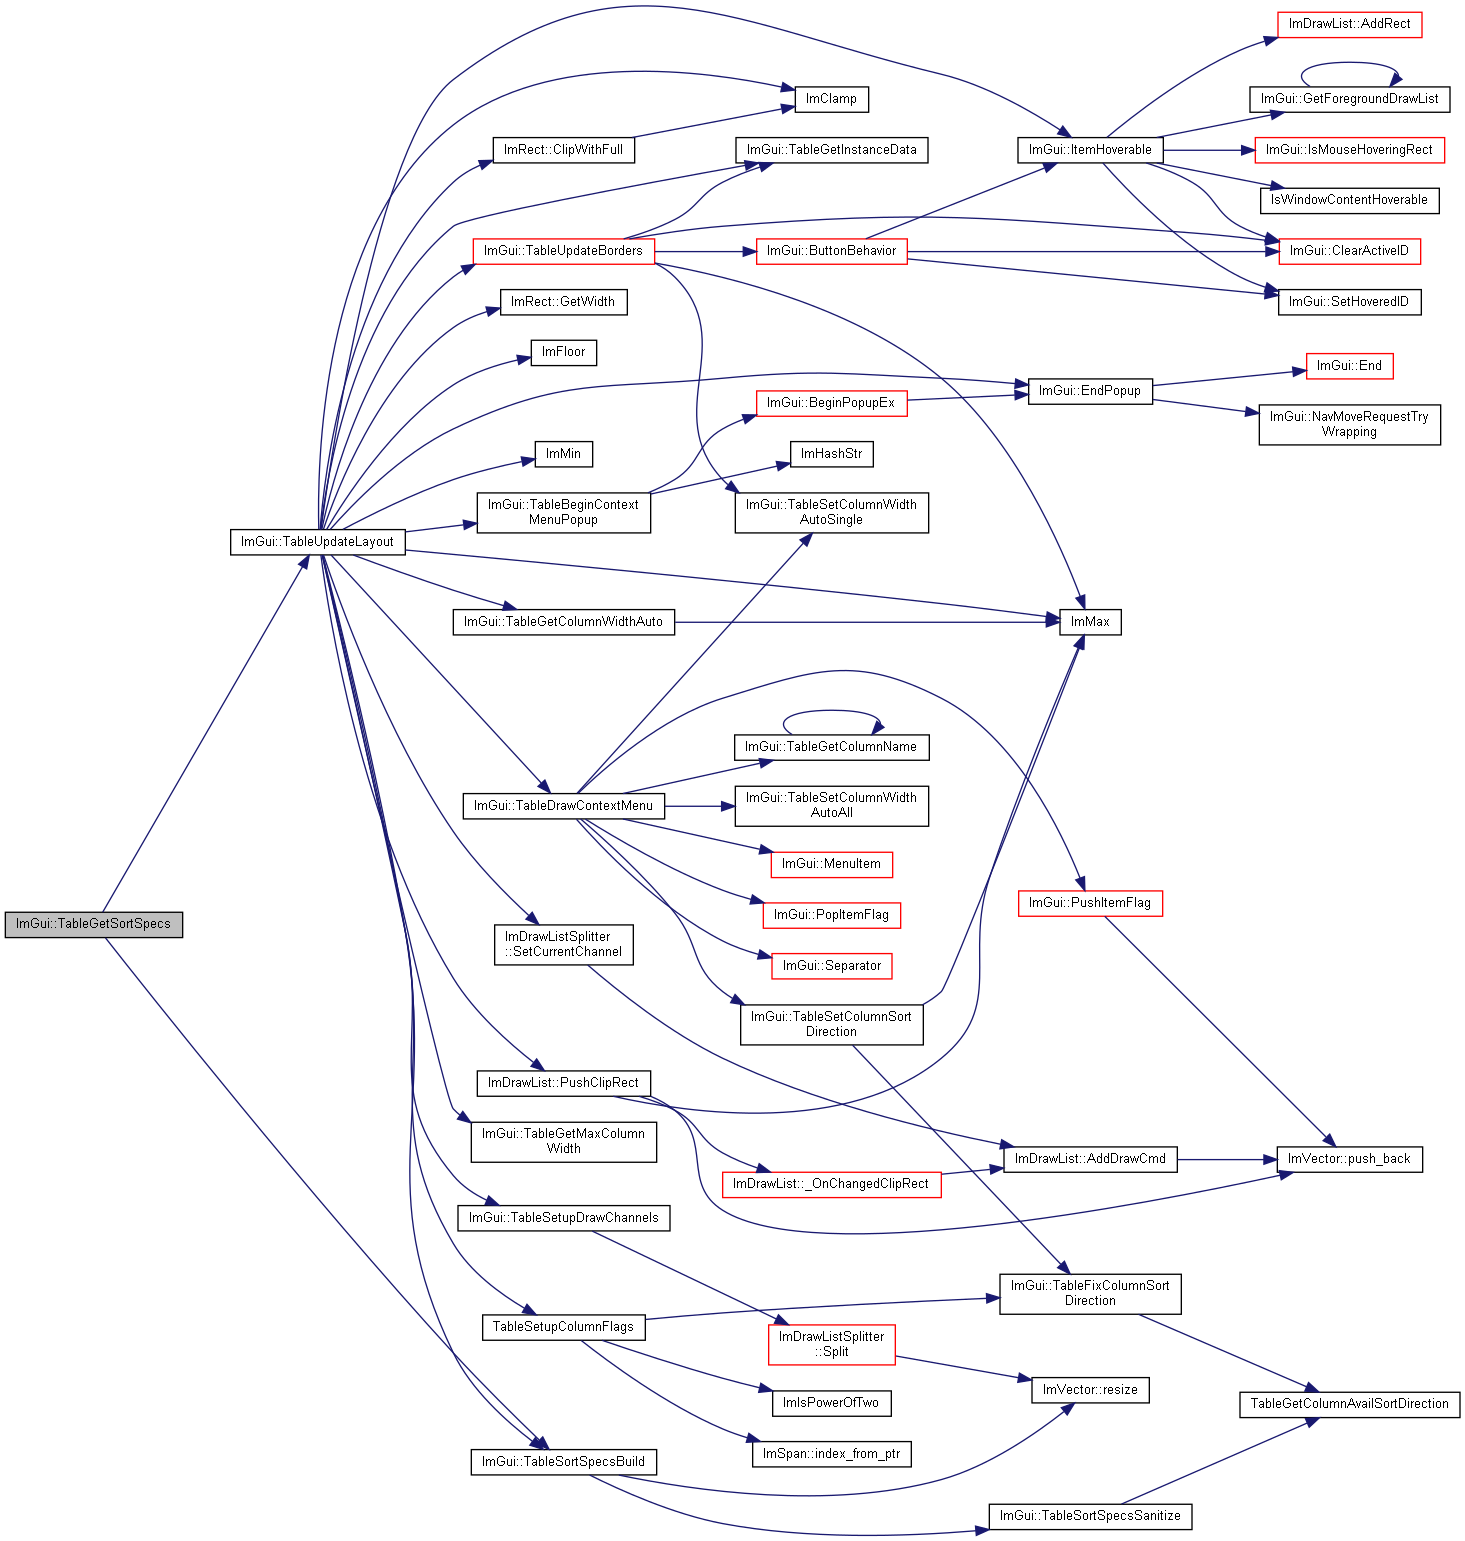 ImDrawList::AddRect
ImGui::GetForegroundDrawList
ImClamp
ImRect::ClipWithFull
ImGui::TableGetInstanceData
ImGui::ItemHoverable
ImGui::IsMouseHoveringRect
IsWindowContentHoverable
ImGui::TableUpdateBorders
ImGui::ButtonBehavior
ImGui::ClearActiveID
ImRect::GetWidth
ImGui::SetHoveredID
ImFloor
ImGui::End
ImGui::EndPopup
ImGui::BeginPopupEx
ImGui::NavMoveRequestTry
Wrapping
ImMin
ImHashStr
ImGui::TableBeginContext
MenuPopup
ImGui::TableSetColumnWidth
AutoSingle
ImGui::TableUpdateLayout
ImGui::TableGetColumnWidthAuto
ImMax
ImGui::TableGetColumnName
ImGui::TableDrawContextMenu
ImGui::TableSetColumnWidth
AutoAll
ImGui::MenuItem
ImGui::PushItemFlag
ImGui::PopItemFlag
ImGui::TableGetSortSpecs
ImDrawListSplitter
::SetCurrentChannel
ImGui::Separator
ImGui::TableSetColumnSort
Direction
ImDrawList::PushClipRect
ImGui::TableGetMaxColumn
Width
ImDrawList::AddDrawCmd
ImVector::push_back
ImDrawList::_OnChangedClipRect
ImGui::TableSetupDrawChannels
ImGui::TableFixColumnSort
Direction
TableSetupColumnFlags
ImDrawListSplitter
::Split
ImVector::resize
ImIsPowerOfTwo
TableGetColumnAvailSortDirection
ImSpan::index_from_ptr
ImGui::TableSortSpecsBuild
ImGui::TableSortSpecsSanitize